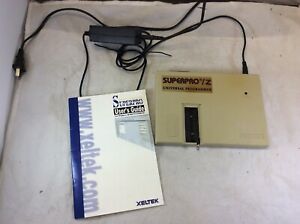 SUPERPRO/Z
UNIVERSAL PROGRAMMER
SUPERPRO
User's Guide
www.xeltek.com
XELTEK